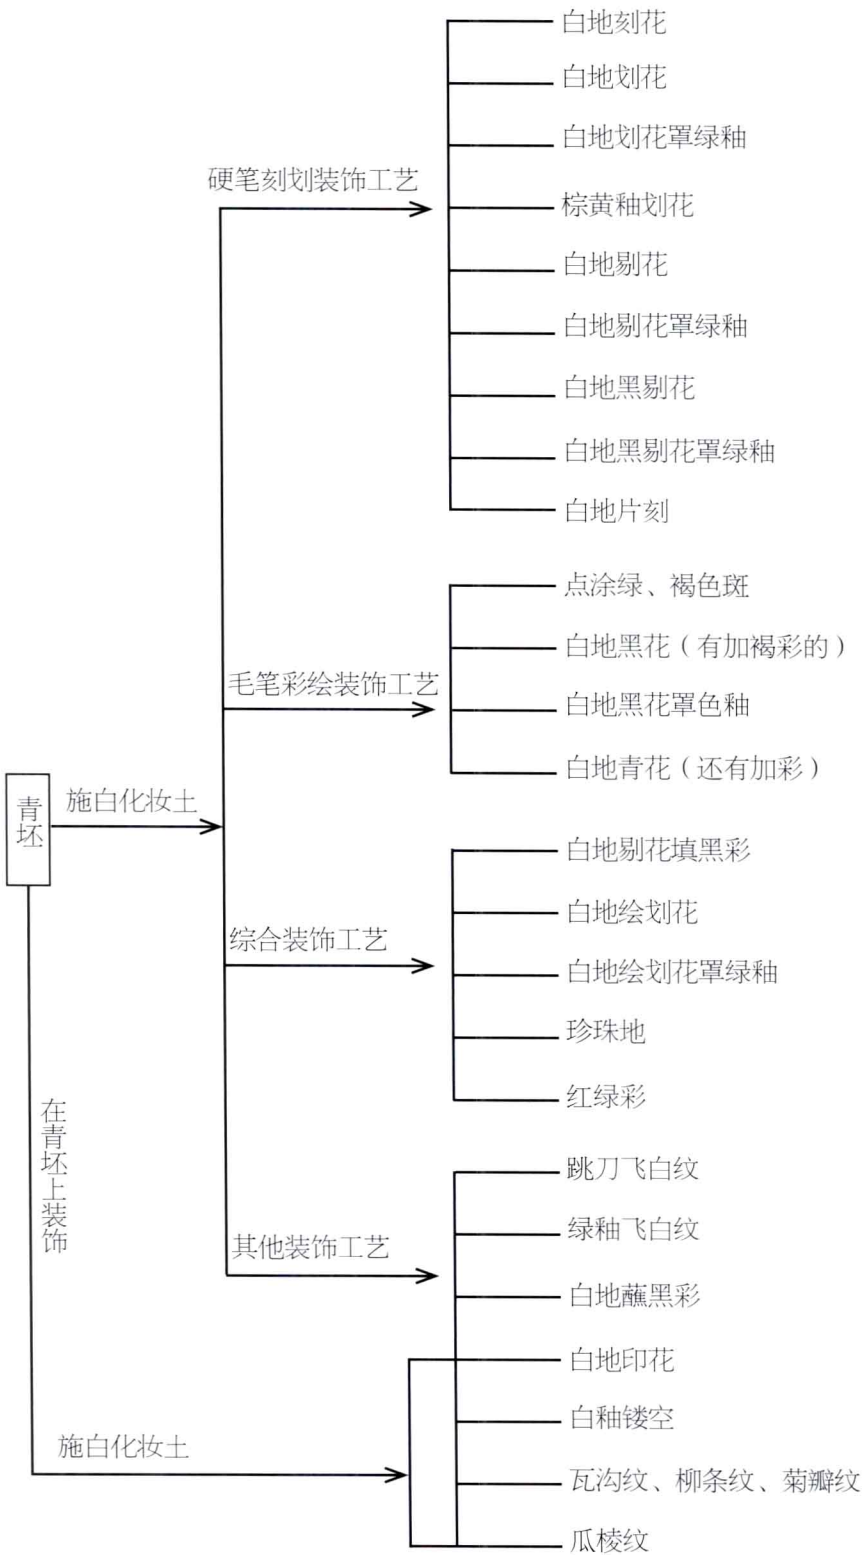 白地刻花
白地划花
白地划花罩绿釉
硬笔刻划装饰工艺
棕黄釉划花
白地剔花
白地剔花罩绿釉
白地黑剔花
白地黑剔花罩绿釉
白地片刻
点涂绿、褐色斑
白地黑花（有加褐彩的）
毛笔彩绘装饰工艺
白地黑花罩色釉
白地青花（还有加彩）
青坯
施白化妆土
白地剔花填黑彩
白地绘划花
综合装饰工艺
白地绘划花罩绿釉
珍珠地
红绿彩
在青坯上装饰
跳刀飞白纹
绿釉飞白纹
其他装饰工艺
白地蘸黑彩
白地印花
白釉镂空
施白化妆土
瓦沟纹、柳条纹、菊瓣纹
瓜棱纹